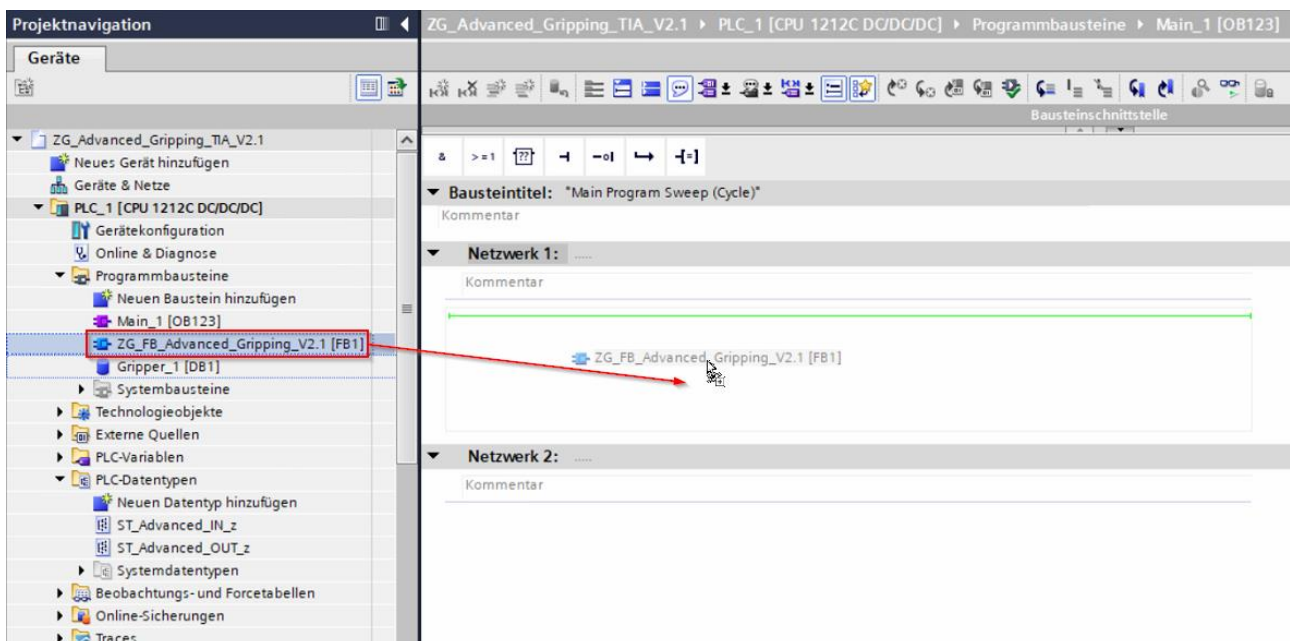 Projektnavigation
Geräte
ZG_Advanced_Gripping_TIA_V2.1
Neues Gerät hinzufügen
Geräte & Netze
PLC_1 [CPU 1212C DC/DC/DC]
Gerätekonfiguration
Online & Diagnose
Programmbausteine
Neuen Baustein hinzufügen
Main_1 [OB123]
ZG_FB_Advanced_Gripping_V2.1 [FB1]
Gripper_1 [DB1]
Systembausteine
Technologieobjekte
Externe Quellen
PLC-Variablen
PLC-Datentypen
Neuen Datentyp hinzufügen
ST_Advanced_IN_z
ST_Advanced_OUT_z
Systemdatentypen
Beobachtungs- und Forcetabellen
Online-Sicherungen
Traces
ZG_Advanced_Gripping_TIA_V2.1 ▸ PLC_1 [CPU 1212C DC/DC/DC] ▸ Programmbausteine ▸ Main_1 [OB123]
Bausteinschnittstelle
& >=1 ?? -| -o| -[=]
Bausteintitel: "Main Program Sweep (Cycle)"
Kommentar
Netzwerk 1: .....
Kommentar
ZG_FB_Advanced_Gripping_V2.1 [FB1]
Netzwerk 2: .....
Kommentar